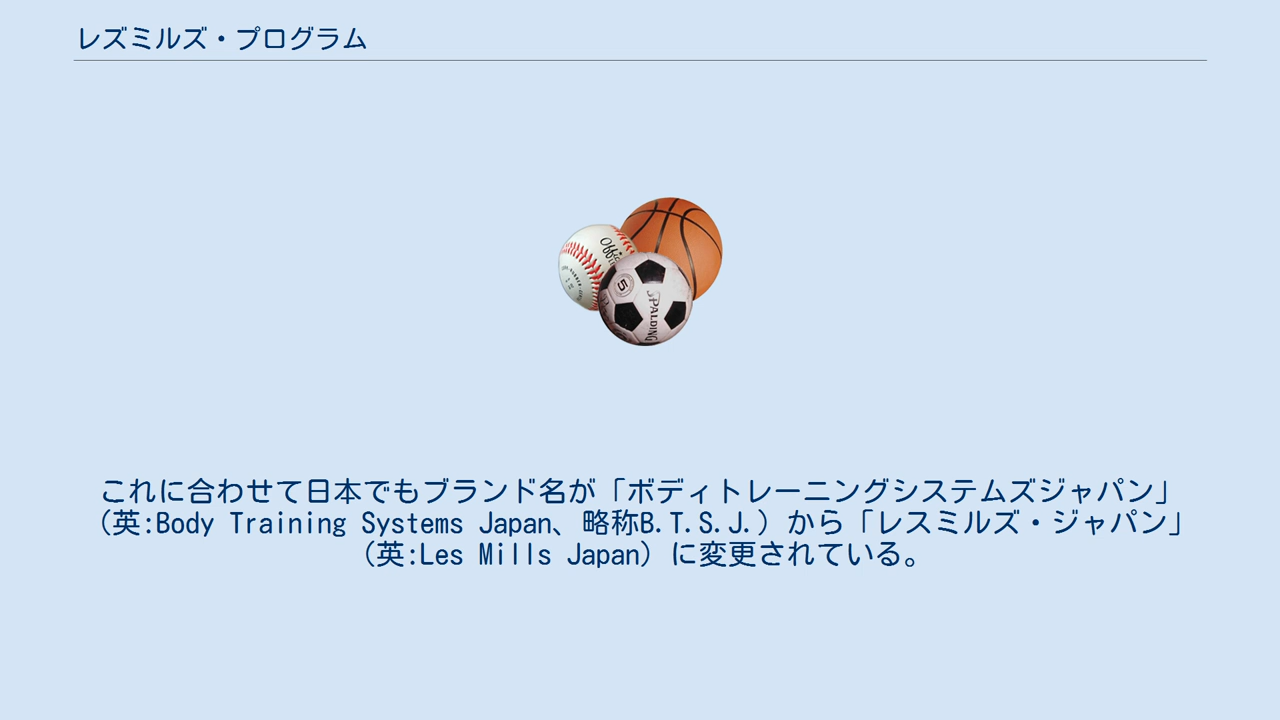 レズミルズ・プログラム
5
SPALDING
これに合わせて日本でもブランド名が「ボディトレーニングシステムズジャパン」
（英:Body Training Systems Japan、略称B.T.S.J.）から「レスミルズ・ジャパン」
（英:Les Mills Japan）に変更されている。